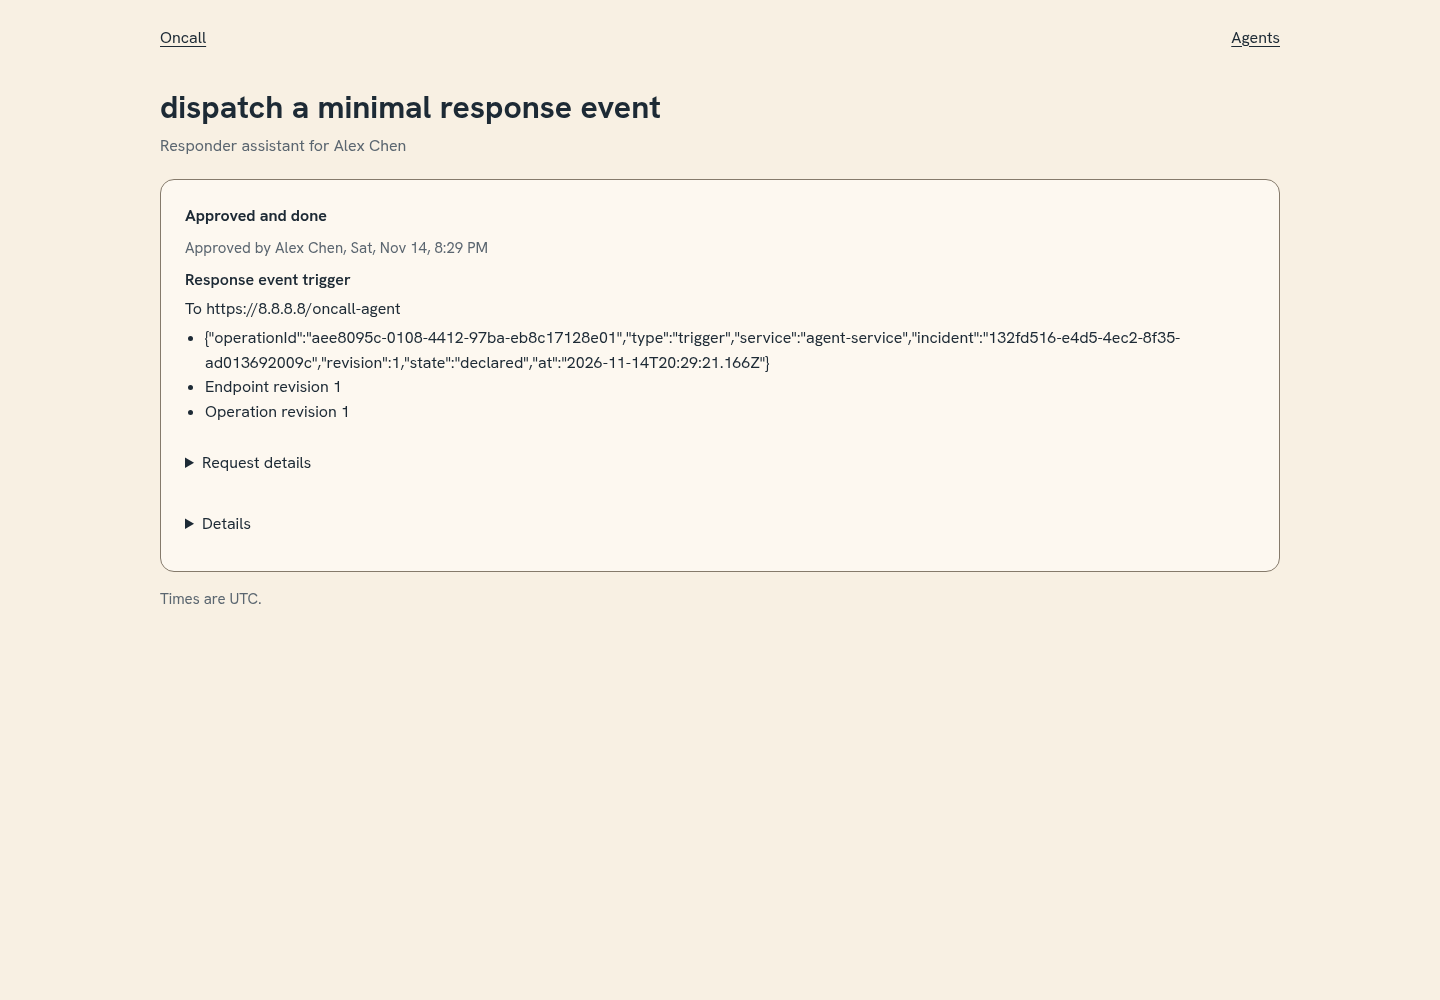 Oncall
Agents
dispatch a minimal response event
Responder assistant for Alex Chen
Approved and done
Approved by Alex Chen, Sat, Nov 14, 8:29 PM
Response event trigger
To https://8.8.8.8/oncall-agent
{"operationId":"aee8095c-0108-4412-97ba-eb8c17128e01","type":"trigger","service":"agent-service","incident":"132fd516-e4d5-4ec2-8f35-
ad013692009c","revision":1,"state":"declared","at":"2026-11-14T20:29:21.166Z"}
Endpoint revision 1
Operation revision 1
Request details
Details
Times are UTC.